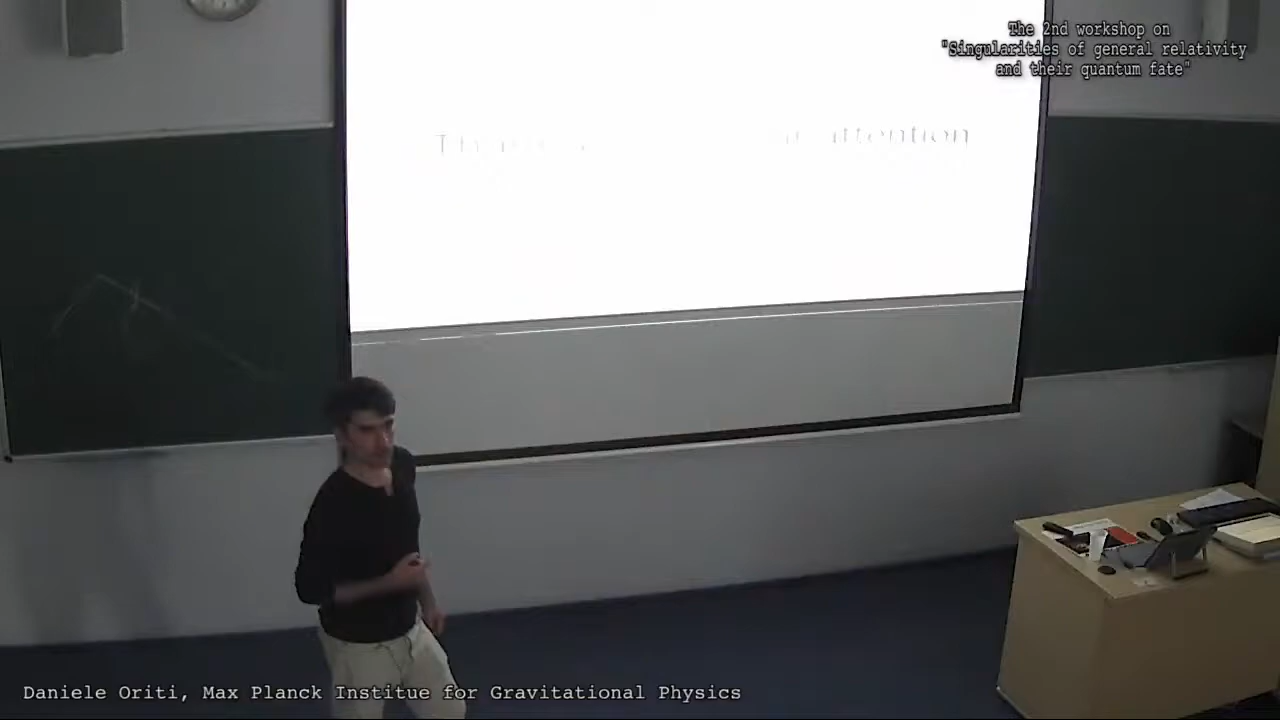 The 2nd workshop on
"Singularities of general relativity
and their quantum fate"
attention
Daniele Oriti, Max Planck Institue for Gravitational Physics